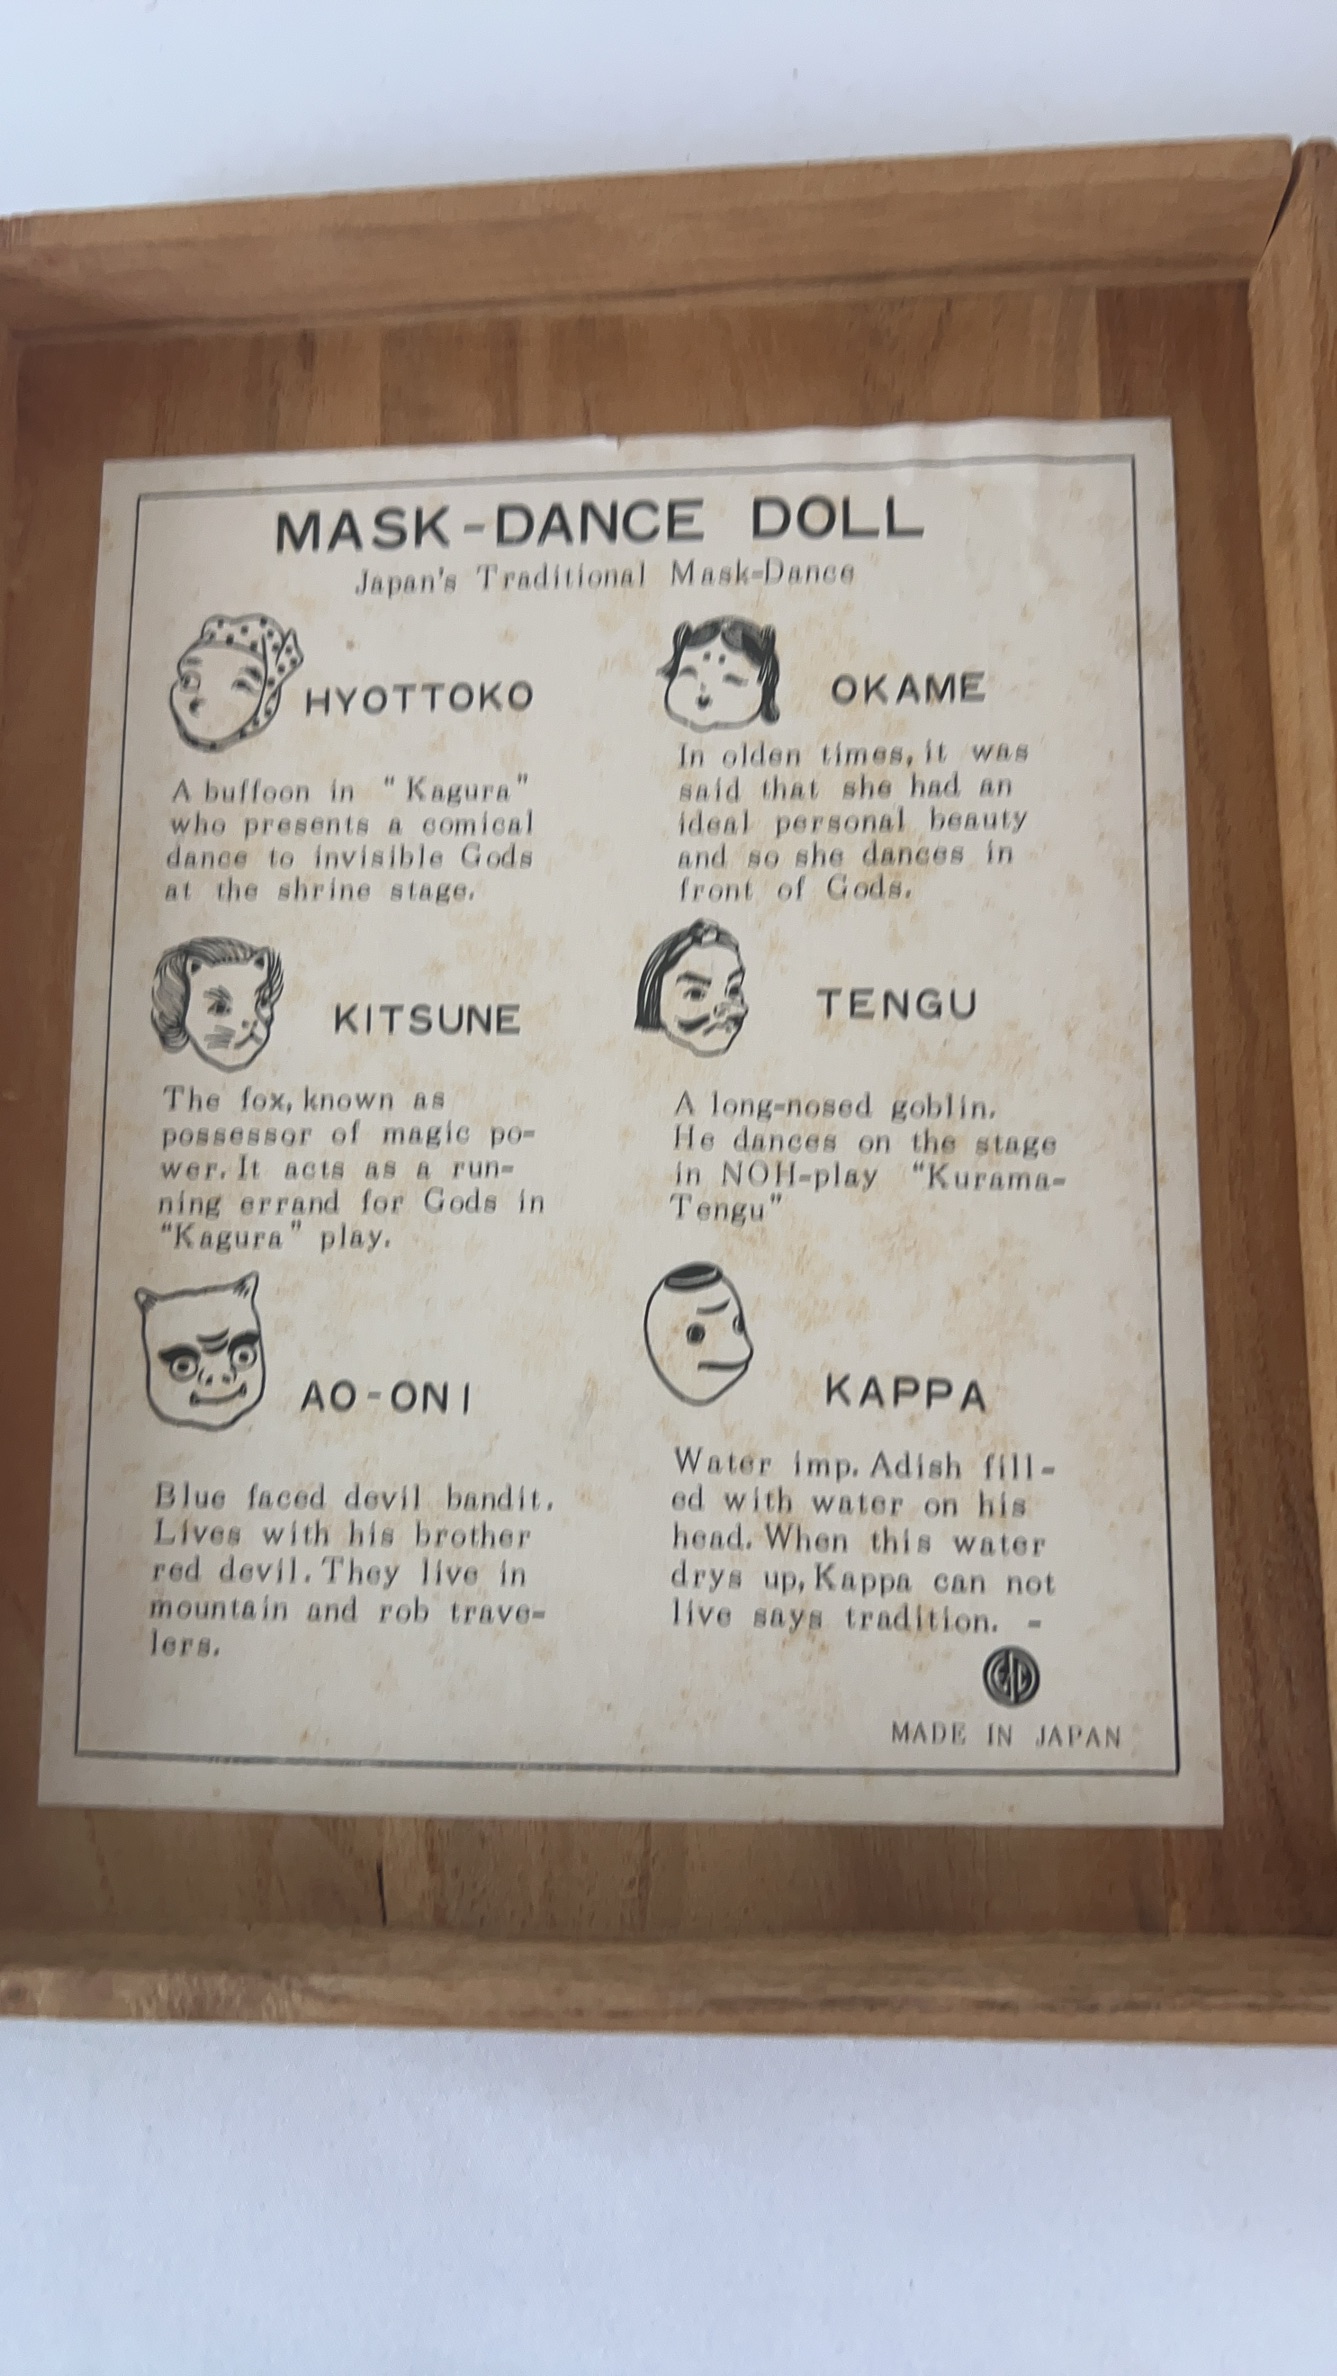 MASK-DANCE DOLL
Japan's Traditional Mask-Dance
HYOTTOKO
A buffoon in "Kagura"
who presents a comical
dance to invisible Gods
at the shrine stage.
OKAME
In olden times, it was
said that she had an
ideal personal beauty
and so she dances in
front of Gods.
KITSUNE
The fox, known as
possessor of magic po-
wer. It acts as a run-
ning errand for Gods in
"Kagura" play.
TENGU
A long-nosed goblin.
He dances on the stage
in NOH-play "Kurama-
Tengu"
AO-ONI
Blue faced devil bandit.
Lives with his brother
red devil. They live in
mountain and rob trave-
lers.
KAPPA
Water imp. Adish fill-
ed with water on his
head. When this water
drys up, Kappa can not
live says tradition. -
MADE IN JAPAN